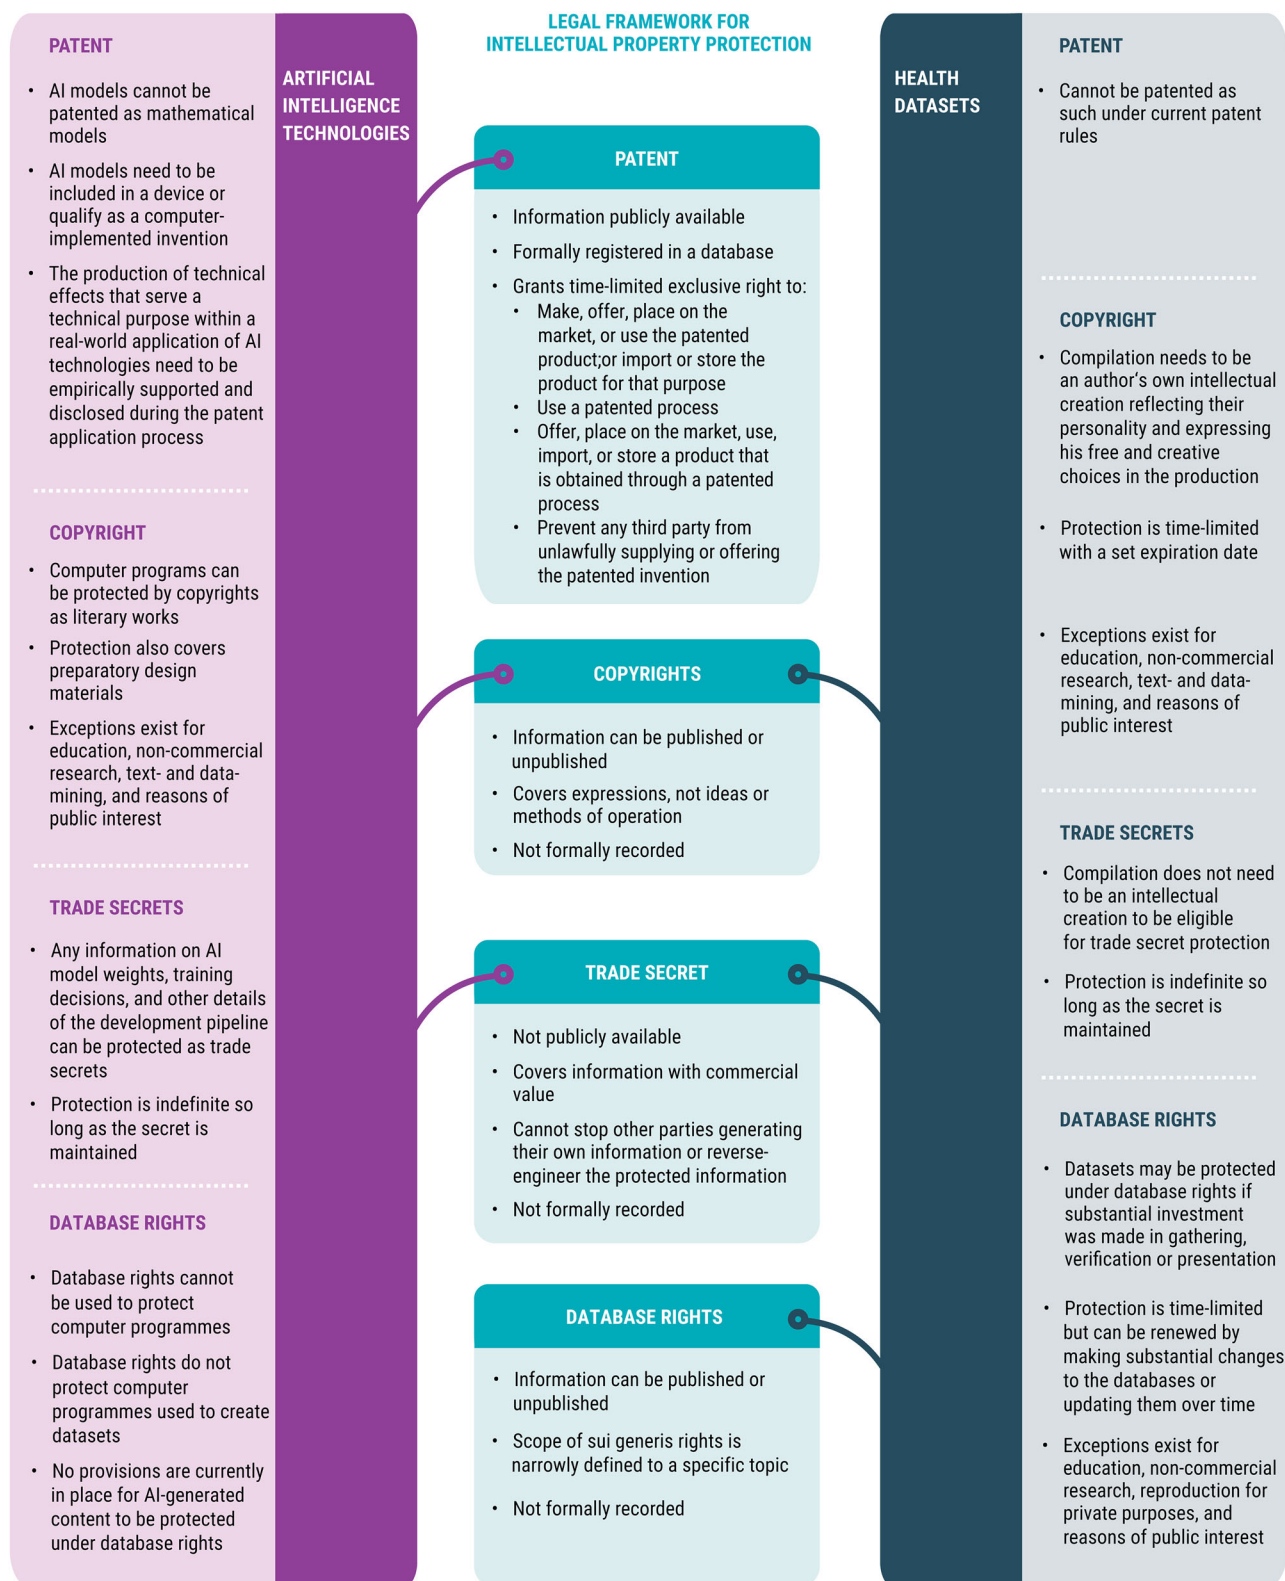 LEGAL FRAMEWORK FOR
INTELLECTUAL PROPERTY PROTECTION
PATENT
• AI models cannot be
patented as mathematical
models
• AI models need to be
included in a device or
qualify as a computer-
implemented invention
• The production of technical
effects that serve a
technical purpose within a
real-world application of AI
technologies need to be
empirically supported and
disclosed during the patent
application process
COPYRIGHT
• Computer programs can
be protected by copyrights
as literary works
• Protection also covers
preparatory design
materials
• Exceptions exist for
education, non-commercial
research, text- and data-
mining, and reasons of
public interest
TRADE SECRETS
• Any information on AI
model weights, training
decisions, and other details
of the development pipeline
can be protected as trade
secrets
• Protection is indefinite so
long as the secret is
maintained
DATABASE RIGHTS
• Database rights cannot
be used to protect
computer programmes
• Database rights do not
protect computer
programmes used to create
datasets
• No provisions are currently
in place for AI-generated
content to be protected
under database rights
ARTIFICIAL
INTELLIGENCE
TECHNOLOGIES
PATENT
• Information publicly available
• Formally registered in a database
• Grants time-limited exclusive right to:
• Make, offer, place on the
market, or use the patented
product;or import or store the
product for that purpose
• Use a patented process
• Offer, place on the market, use,
import, or store a product that
is obtained through a patented
process
• Prevent any third party from
unlawfully supplying or offering
the patented invention
COPYRIGHTS
• Information can be published or
unpublished
• Covers expressions, not ideas or
methods of operation
• Not formally recorded
TRADE SECRET
• Not publicly available
• Covers information with commercial
value
• Cannot stop other parties generating
their own information or reverse-
engineer the protected information
• Not formally recorded
DATABASE RIGHTS
• Information can be published or
unpublished
• Scope of sui generis rights is
narrowly defined to a specific topic
• Not formally recorded
HEALTH
DATASETS
PATENT
• Cannot be patented as
such under current patent
rules
COPYRIGHT
• Compilation needs to be
an author‘s own intellectual
creation reflecting their
personality and expressing
his free and creative
choices in the production
• Protection is time-limited
with a set expiration date
• Exceptions exist for
education, non-commercial
research, text- and data-
mining, and reasons of
public interest
TRADE SECRETS
• Compilation does not need
to be an intellectual
creation to be eligible
for trade secret protection
• Protection is indefinite so
long as the secret is
maintained
DATABASE RIGHTS
• Datasets may be protected
under database rights if
substantial investment
was made in gathering,
verification or presentation
• Protection is time-limited
but can be renewed by
making substantial changes
to the databases or
updating them over time
• Exceptions exist for
education, non-commercial
research, reproduction for
private purposes, and
reasons of public interest